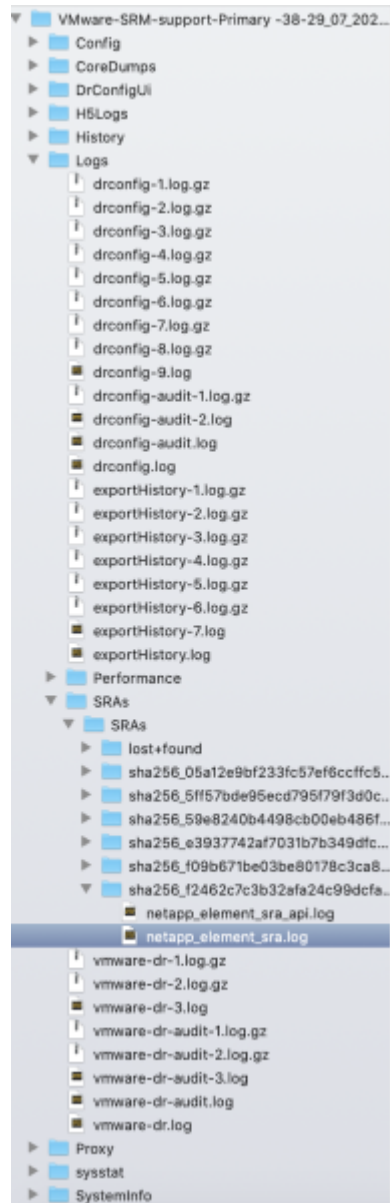 VMware-SRM-support-Primary -38-29_07_202...
Config
CoreDumps
DrConfigUi
H5Logs
History
Logs
drconfig-1.log.gz
drconfig-2.log.gz
drconfig-3.log.gz
drconfig-4.log.gz
drconfig-5.log.gz
drconfig-6.log.gz
drconfig-7.log.gz
drconfig-8.log.gz
drconfig-9.log
drconfig-audit-1.log.gz
drconfig-audit-2.log
drconfig-audit.log
drconfig.log
exportHistory-1.log.gz
exportHistory-2.log.gz
exportHistory-3.log.gz
exportHistory-4.log.gz
exportHistory-5.log.gz
exportHistory-6.log.gz
exportHistory-7.log
exportHistory.log
Performance
SRAs
SRAs
lost+found
sha256_05a12e9bf233fc57ef6ccffc5...
sha256_5ff57bde95ecd795f79f3d0c...
sha256_59e8240b4498cb00eb486f...
sha256_e3937742af7031b7b349dfc...
sha256_f09b671be03be80178c3ca8...
sha256_f2462c7c3b32afa24c99dcfa...
netapp_element_sra_api.log
netapp_element_sra.log
vmware-dr-1.log.gz
vmware-dr-2.log.gz
vmware-dr-3.log
vmware-dr-audit-1.log.gz
vmware-dr-audit-2.log.gz
vmware-dr-audit-3.log
vmware-dr-audit.log
vmware-dr.log
Proxy
sysstat
SystemInfo